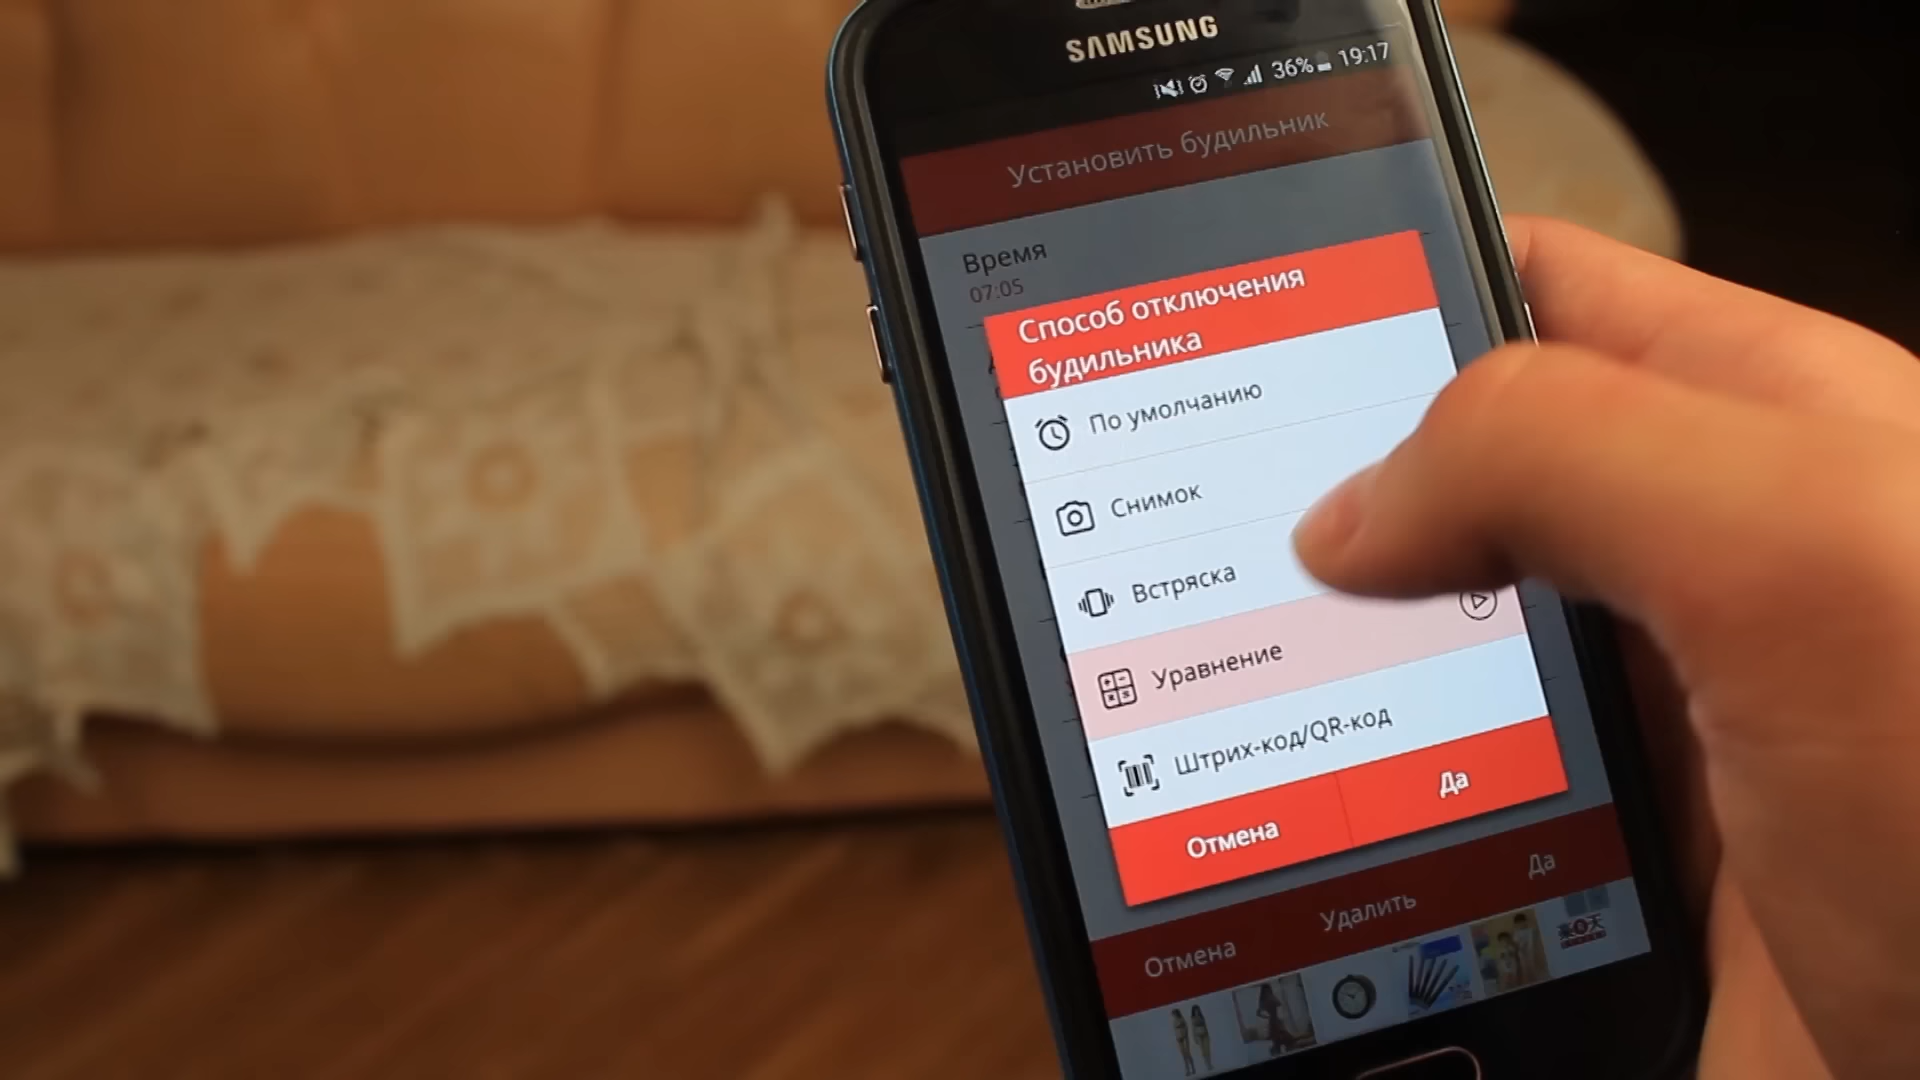 SAMSUNG
36% 19:17
Установить будильник
Время
07:05
Способ отключения
будильника
По умолчанию
Снимок
Встряска
Уравнение
Штрих-код/QR-код
Отмена Да
Отмена Удалить Да